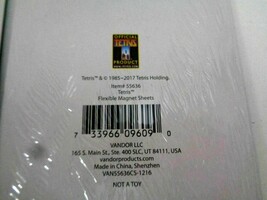 OFFICIAL
TETRIS
PRODUCT
Tetris™ & © 1985~2017 Tetris Holding.
Item# 55636
Tetris™
Flexible Magnet Sheets
7 33966 09609 0
VANDOR LLC
165 S. Main St., Ste. 400 SLC, UT 84111, USA
vandorproducts.com
Made in China, Shenzhen
VAN55636CS-1216
NOT A TOY